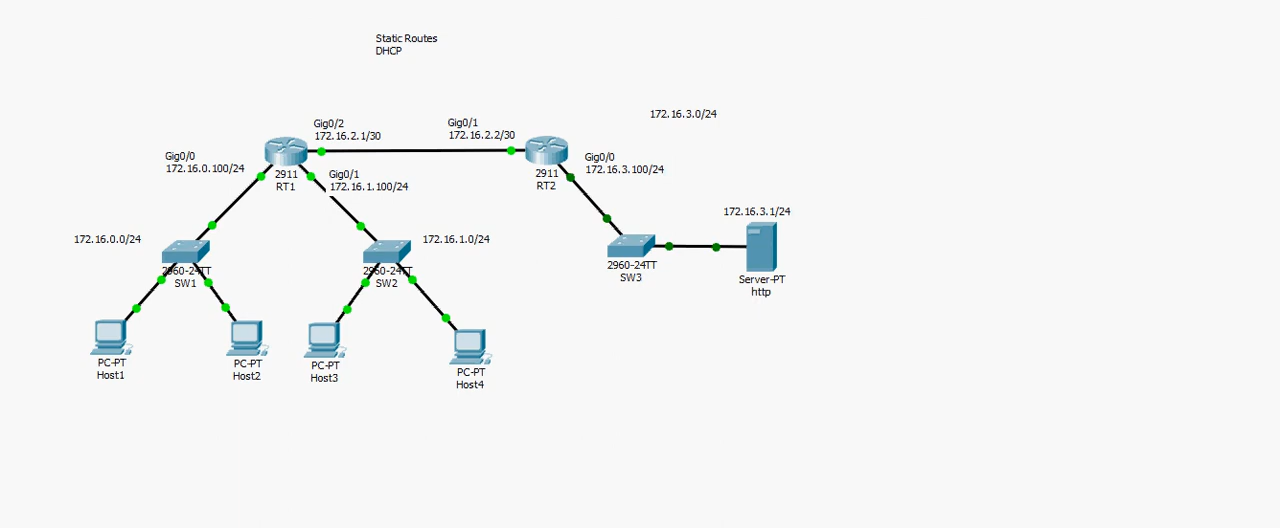 Static Routes
DHCP
172.16.3.0/24
Gig0/2
172.16.2.1/30
Gig0/1
172.16.2.2/30
Gig0/0
172.16.0.100/24
2911
RT1
Gig0/1
172.16.1.100/24
2911
RT2
Gig0/0
172.16.3.100/24
172.16.3.1/24
172.16.0.0/24
172.16.1.0/24
2960-24TT
SW1
2960-24TT
SW2
2960-24TT
SW3
Server-PT
http
PC-PT
Host1
PC-PT
Host2
PC-PT
Host3
PC-PT
Host4